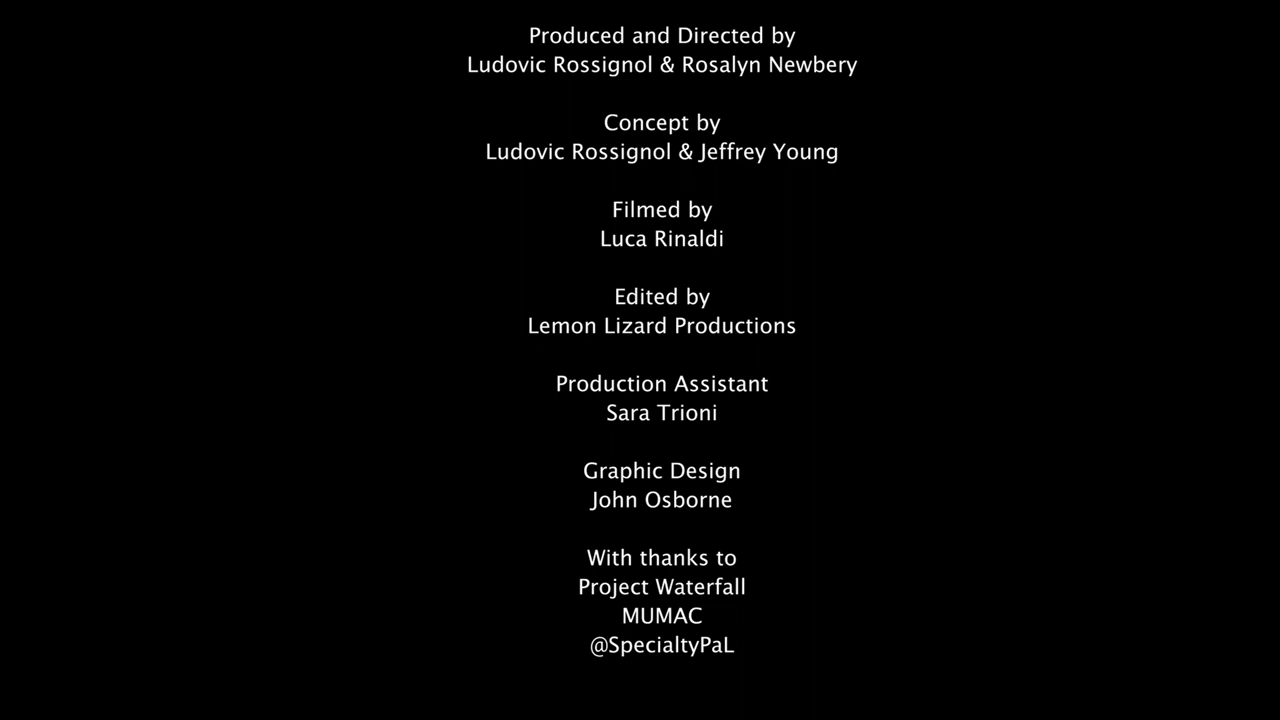 Produced and Directed by
Ludovic Rossignol & Rosalyn Newbery
Concept by
Ludovic Rossignol & Jeffrey Young
Filmed by
Luca Rinaldi
Edited by
Lemon Lizard Productions
Production Assistant
Sara Trioni
Graphic Design
John Osborne
With thanks to
Project Waterfall
MUMAC
@SpecialtyPaL